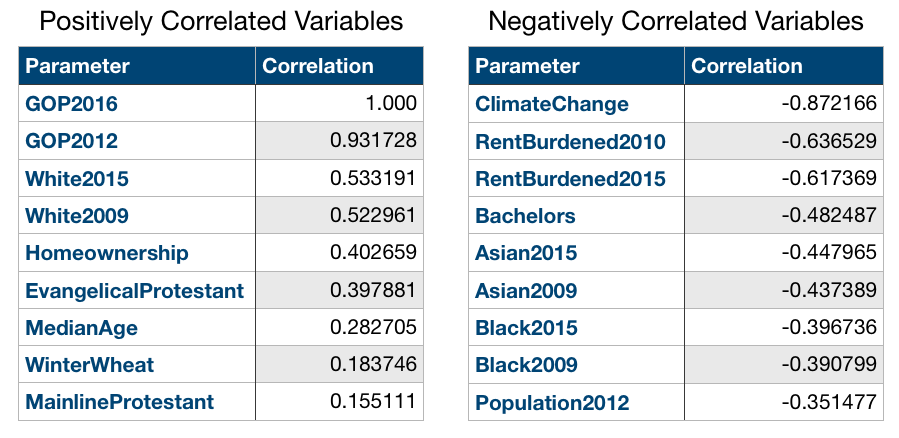 Positively Correlated Variables
Parameter Correlation
GOP2016 1.000
GOP2012 0.931728
White2015 0.533191
White2009 0.522961
Homeownership 0.402659
EvangelicalProtestant 0.397881
MedianAge 0.282705
WinterWheat 0.183746
MainlineProtestant 0.155111
Negatively Correlated Variables
Parameter Correlation
ClimateChange -0.872166
RentBurdened2010 -0.636529
RentBurdened2015 -0.617369
Bachelors -0.482487
Asian2015 -0.447965
Asian2009 -0.437389
Black2015 -0.396736
Black2009 -0.390799
Population2012 -0.351477